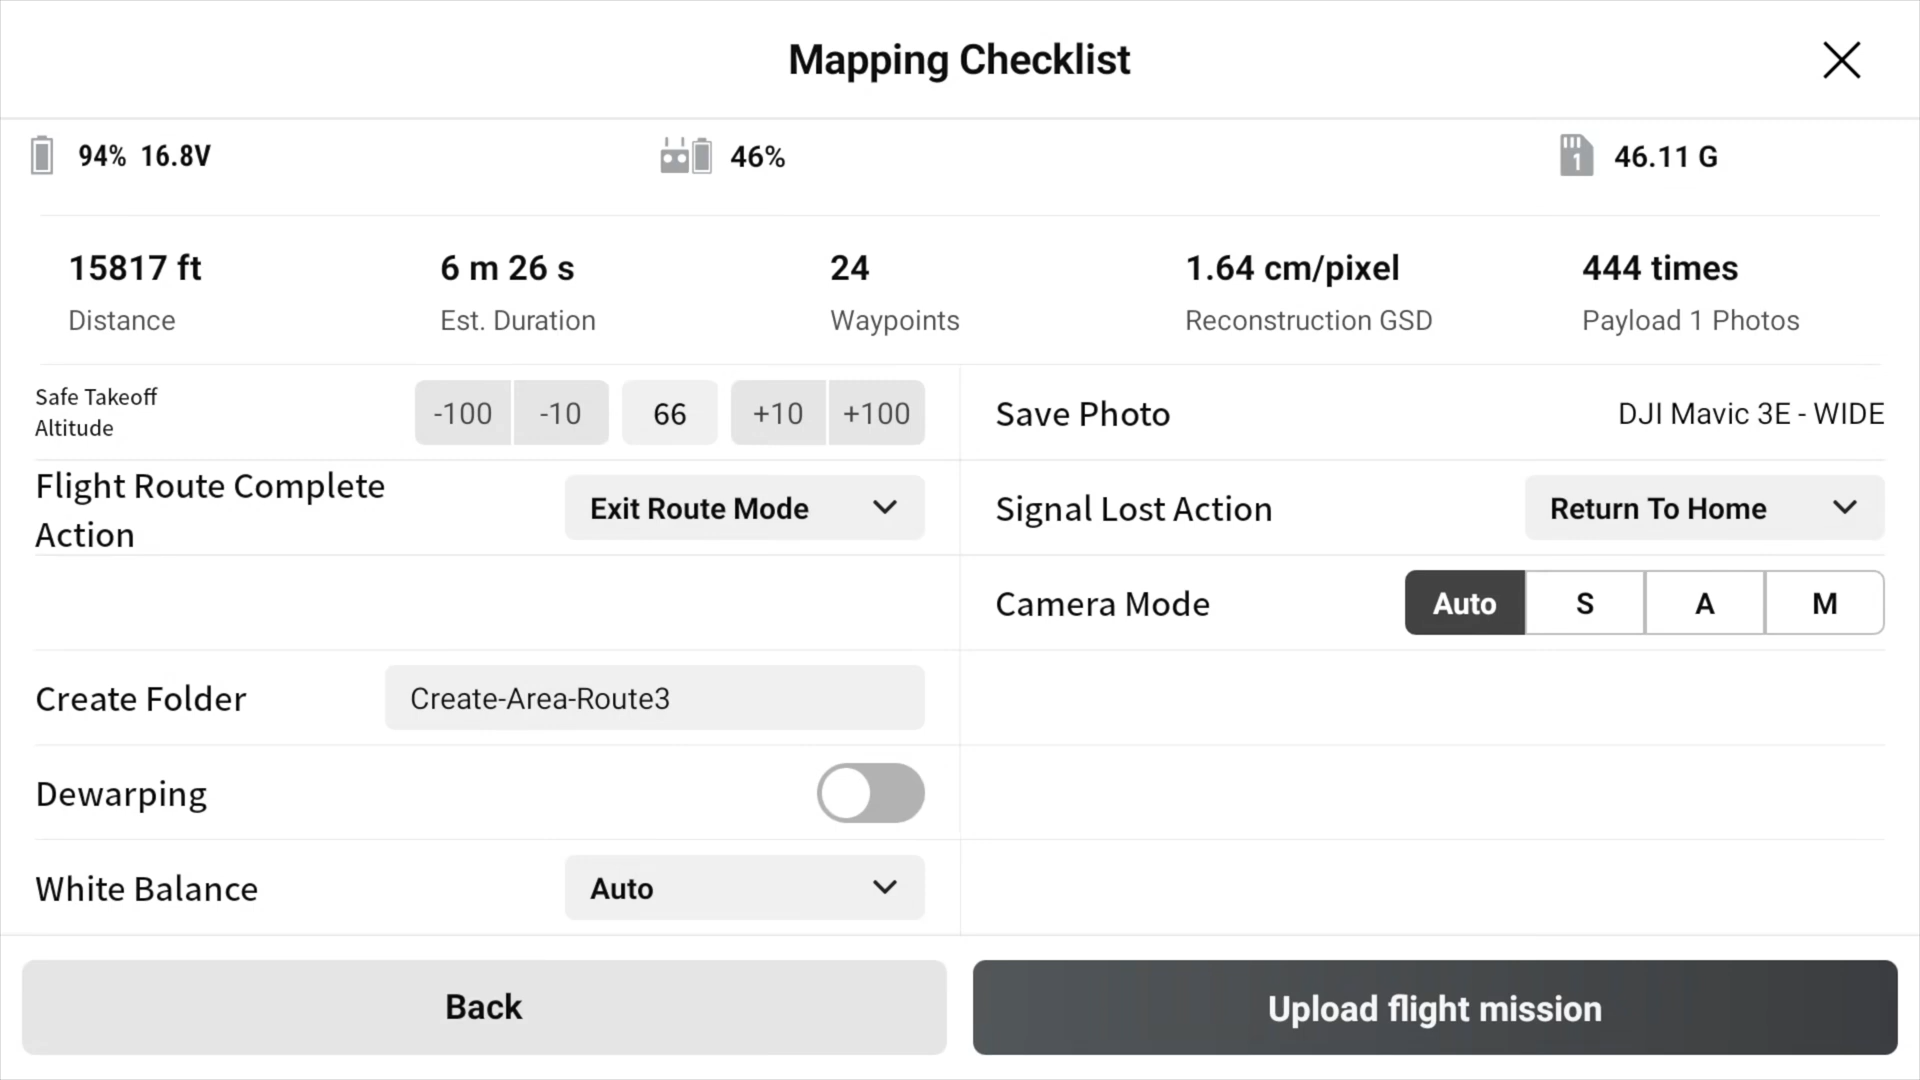 Mapping Checklist
94% 16.8V
46%
1
46.11 G
15817 ft
6 m 26 s
24
1.64 cm/pixel
444 times
Distance
Est. Duration
Waypoints
Reconstruction GSD
Payload 1 Photos
Safe Takeoff
Altitude
-100
-10
66
+10
+100
Save Photo
DJI Mavic 3E - WIDE
Flight Route Complete
Action
Exit Route Mode
Signal Lost Action
Return To Home
Camera Mode
Auto
S
A
M
Create Folder
Create-Area-Route3
Dewarping
White Balance
Auto
Back
Upload flight mission